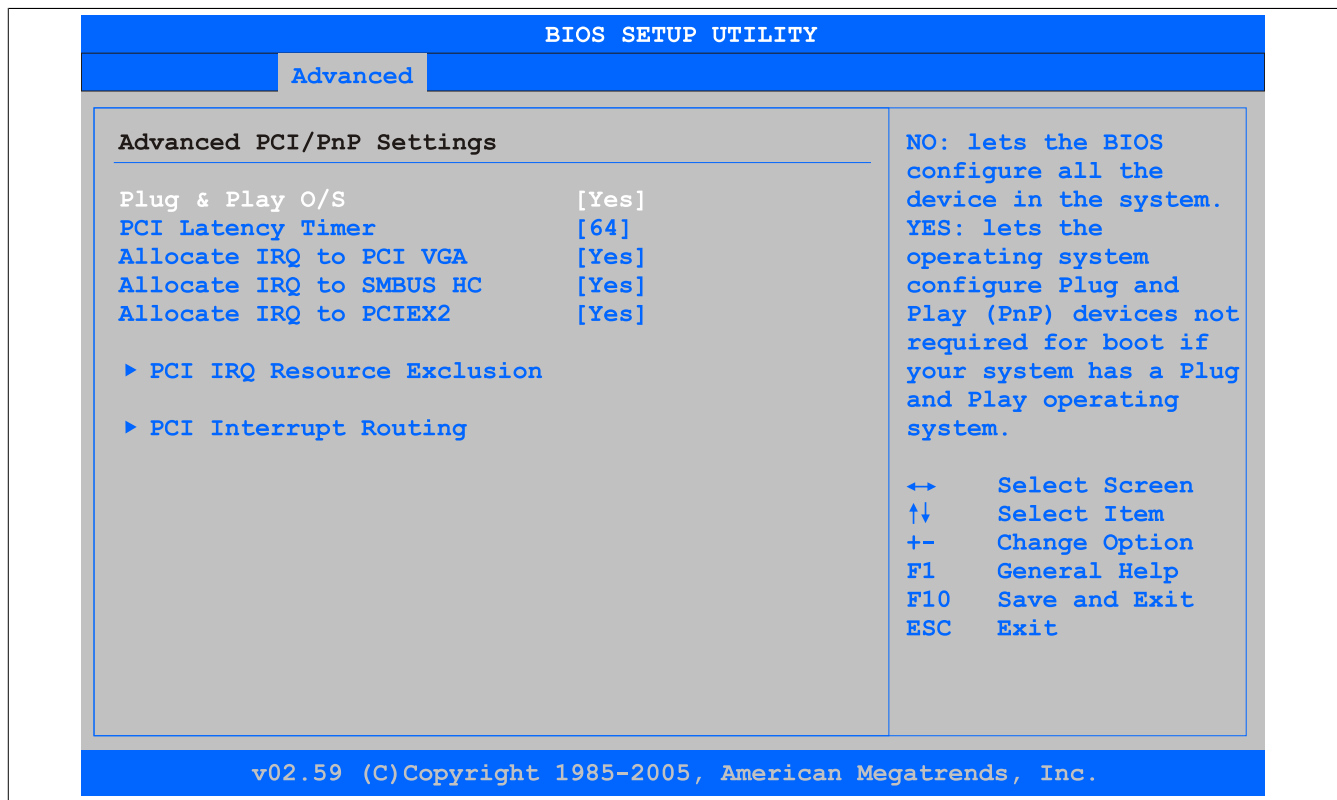 BIOS SETUP UTILITY
Advanced
Advanced PCI/PnP Settings
Plug & Play O/S [Yes]
PCI Latency Timer [64]
Allocate IRQ to PCI VGA [Yes]
Allocate IRQ to SMBUS HC [Yes]
Allocate IRQ to PCIEX2 [Yes]
▶ PCI IRQ Resource Exclusion
▶ PCI Interrupt Routing
NO: lets the BIOS
configure all the
device in the system.
YES: lets the
operating system
configure Plug and
Play (PnP) devices not
required for boot if
your system has a Plug
and Play operating
system.
↔ Select Screen
↑↓ Select Item
+- Change Option
F1 General Help
F10 Save and Exit
ESC Exit
v02.59 (C)Copyright 1985-2005, American Megatrends, Inc.